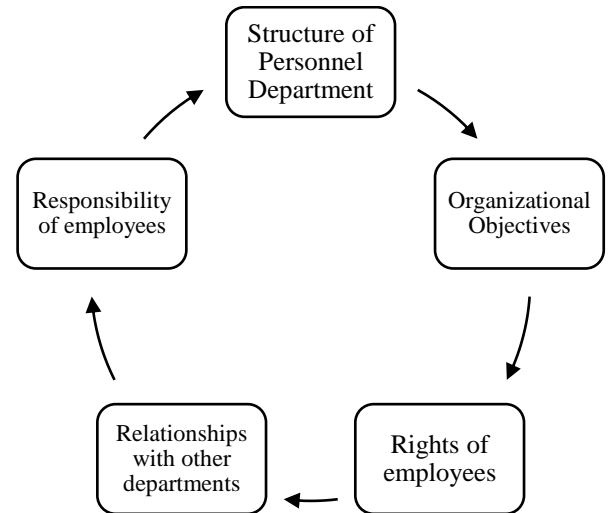 Structure of
Personnel
Department
Organizational
Objectives
Rights of
employees
Relationships
with other
departments
Responsibility
of employees